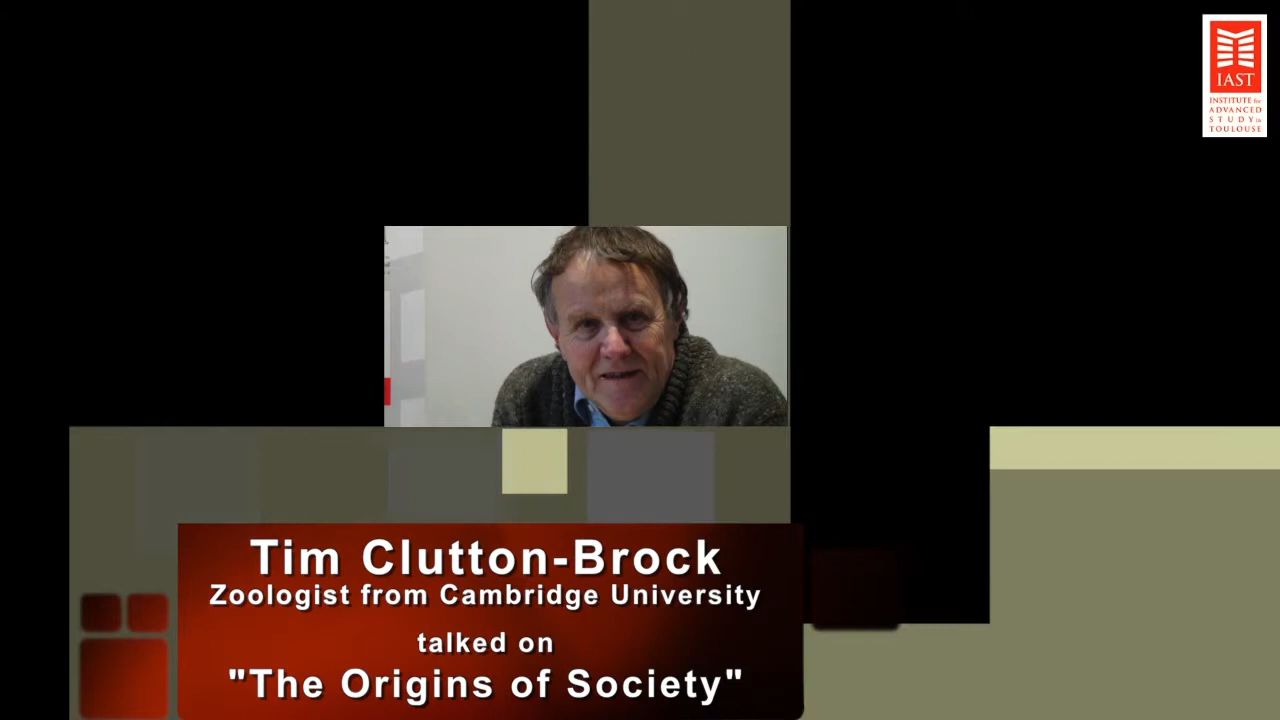 IAST
INSTITUTE for
ADVANCED
STUDY in
TOULOUSE
Tim Clutton-Brock
Zoologist from Cambridge University
talked on
"The Origins of Society"